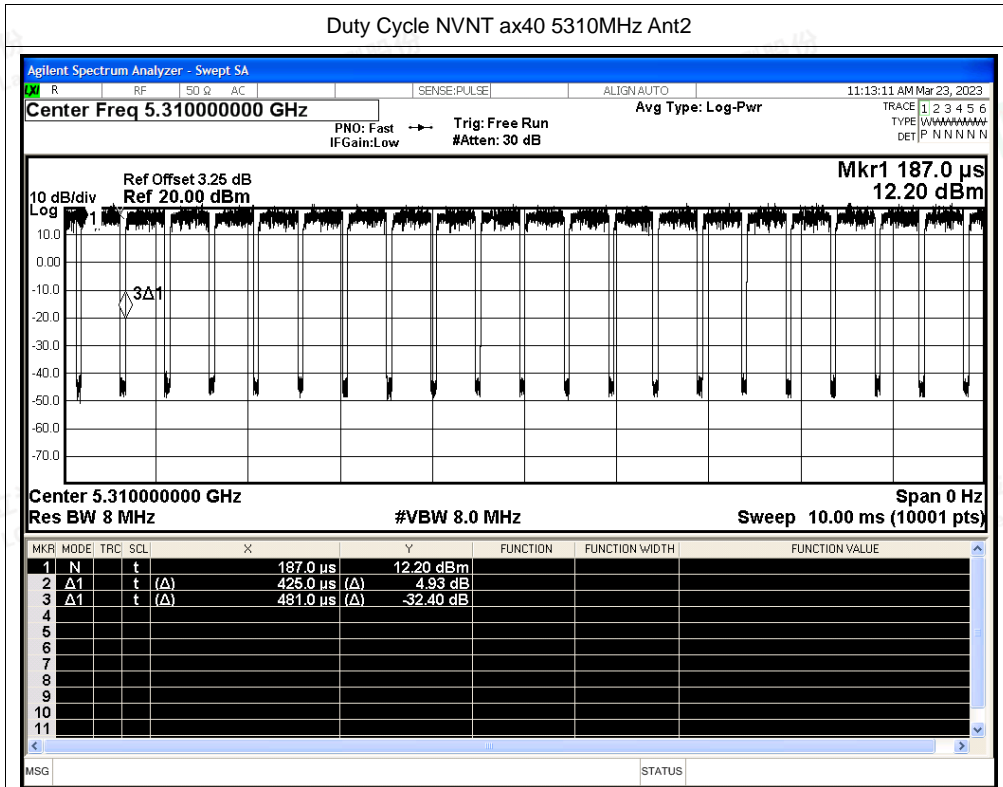 Duty Cycle NVNT ax40 5310MHz Ant2
Agilent Spectrum Analyzer - Swept SA
LXI R RF 50 Ω AC SENSE:PULSE ALIGN AUTO 11:13:11 AM Mar 23, 2023
Center Freq 5.310000000 GHz Avg Type: Log-Pwr TRACE 1 2 3 4 5 6
PNO: Fast Trig: Free Run TYPE WWWWWW
IFGain:Low #Atten: 30 dB DET P N N N N N
Mkr1 187.0 µs
Ref Offset 3.25 dB
10 dB/div Ref 20.00 dBm 12.20 dBm
Log
1
10.0
0.00
-10.0
3Δ1
-20.0
-30.0
-40.0
-50.0
-60.0
-70.0
Center 5.310000000 GHz Span 0 Hz
Res BW 8 MHz #VBW 8.0 MHz Sweep 10.00 ms (10001 pts)
MKR MODE TRC SCL X Y FUNCTION FUNCTION WIDTH FUNCTION VALUE
1 N t 187.0 µs 12.20 dBm
2 Δ1 t (Δ) 425.0 µs (Δ) 4.93 dB
3 Δ1 t (Δ) 481.0 µs (Δ) -32.40 dB
4
5
6
7
8
9
10
11
MSG STATUS